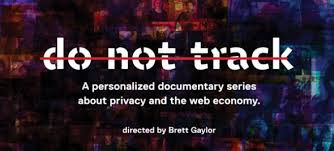 do not track
A personalized documentary series
about privacy and the web economy.
directed by Brett Gaylor